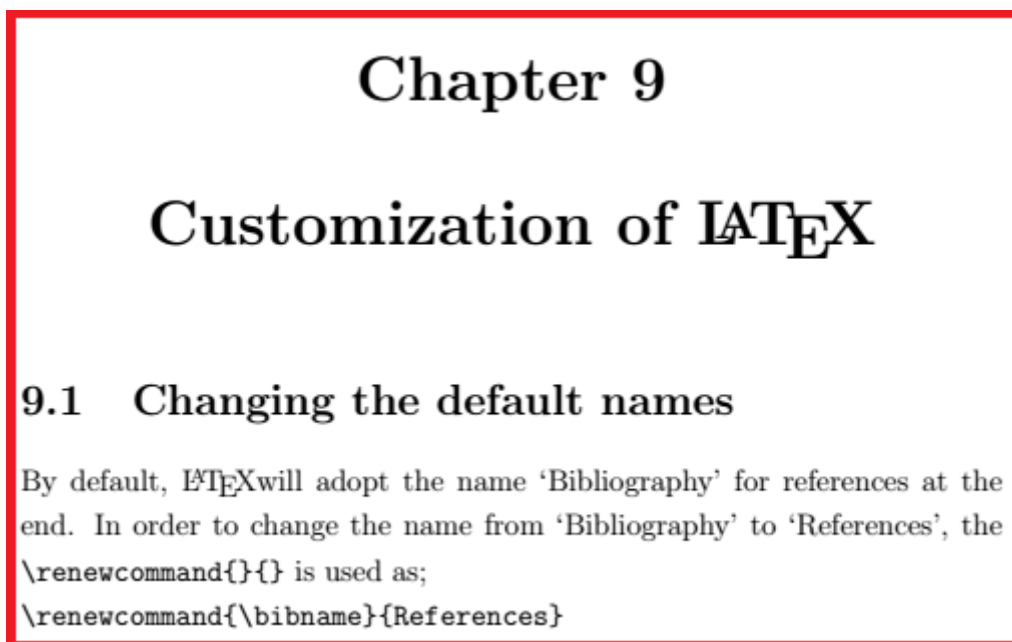 Chapter 9
Customization of LATEX
9.1 Changing the default names
By default, LATEXwill adopt the name ‘Bibliography’ for references at the
end. In order to change the name from ‘Bibliography’ to ‘References’, the
\renewcommand{}{} is used as;
\renewcommand{\bibname}{References}